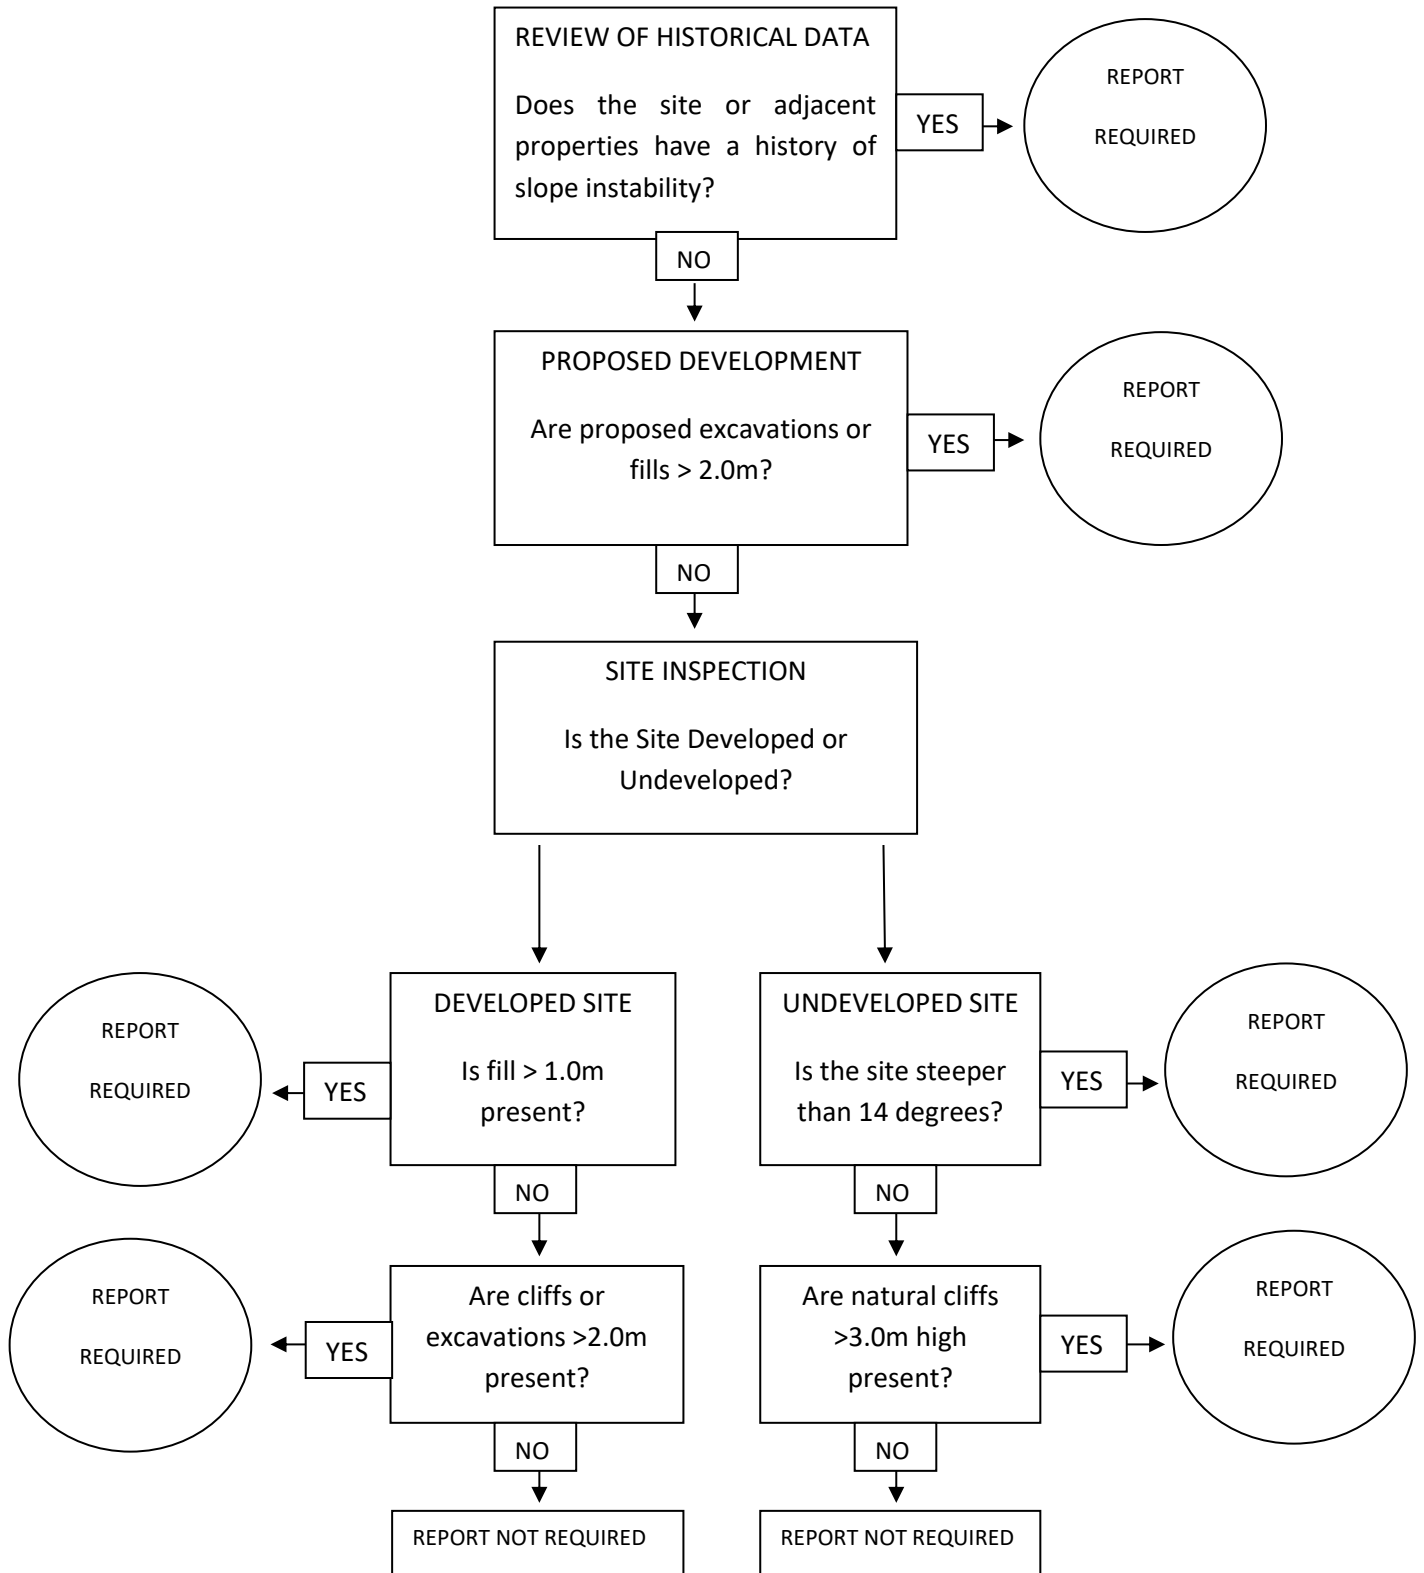 REVIEW OF HISTORICAL DATA
Does the site or adjacent
properties have a history of
slope instability?
YES
REPORT
REQUIRED
NO
PROPOSED DEVELOPMENT
Are proposed excavations or
fills > 2.0m?
YES
REPORT
REQUIRED
NO
SITE INSPECTION
Is the Site Developed or
Undeveloped?
DEVELOPED SITE
Is fill > 1.0m
present?
YES
REPORT
REQUIRED
NO
Are cliffs or
excavations >2.0m
present?
YES
REPORT
REQUIRED
NO
REPORT NOT REQUIRED
UNDEVELOPED SITE
Is the site steeper
than 14 degrees?
YES
REPORT
REQUIRED
NO
Are natural cliffs
>3.0m high
present?
YES
REPORT
REQUIRED
NO
REPORT NOT REQUIRED